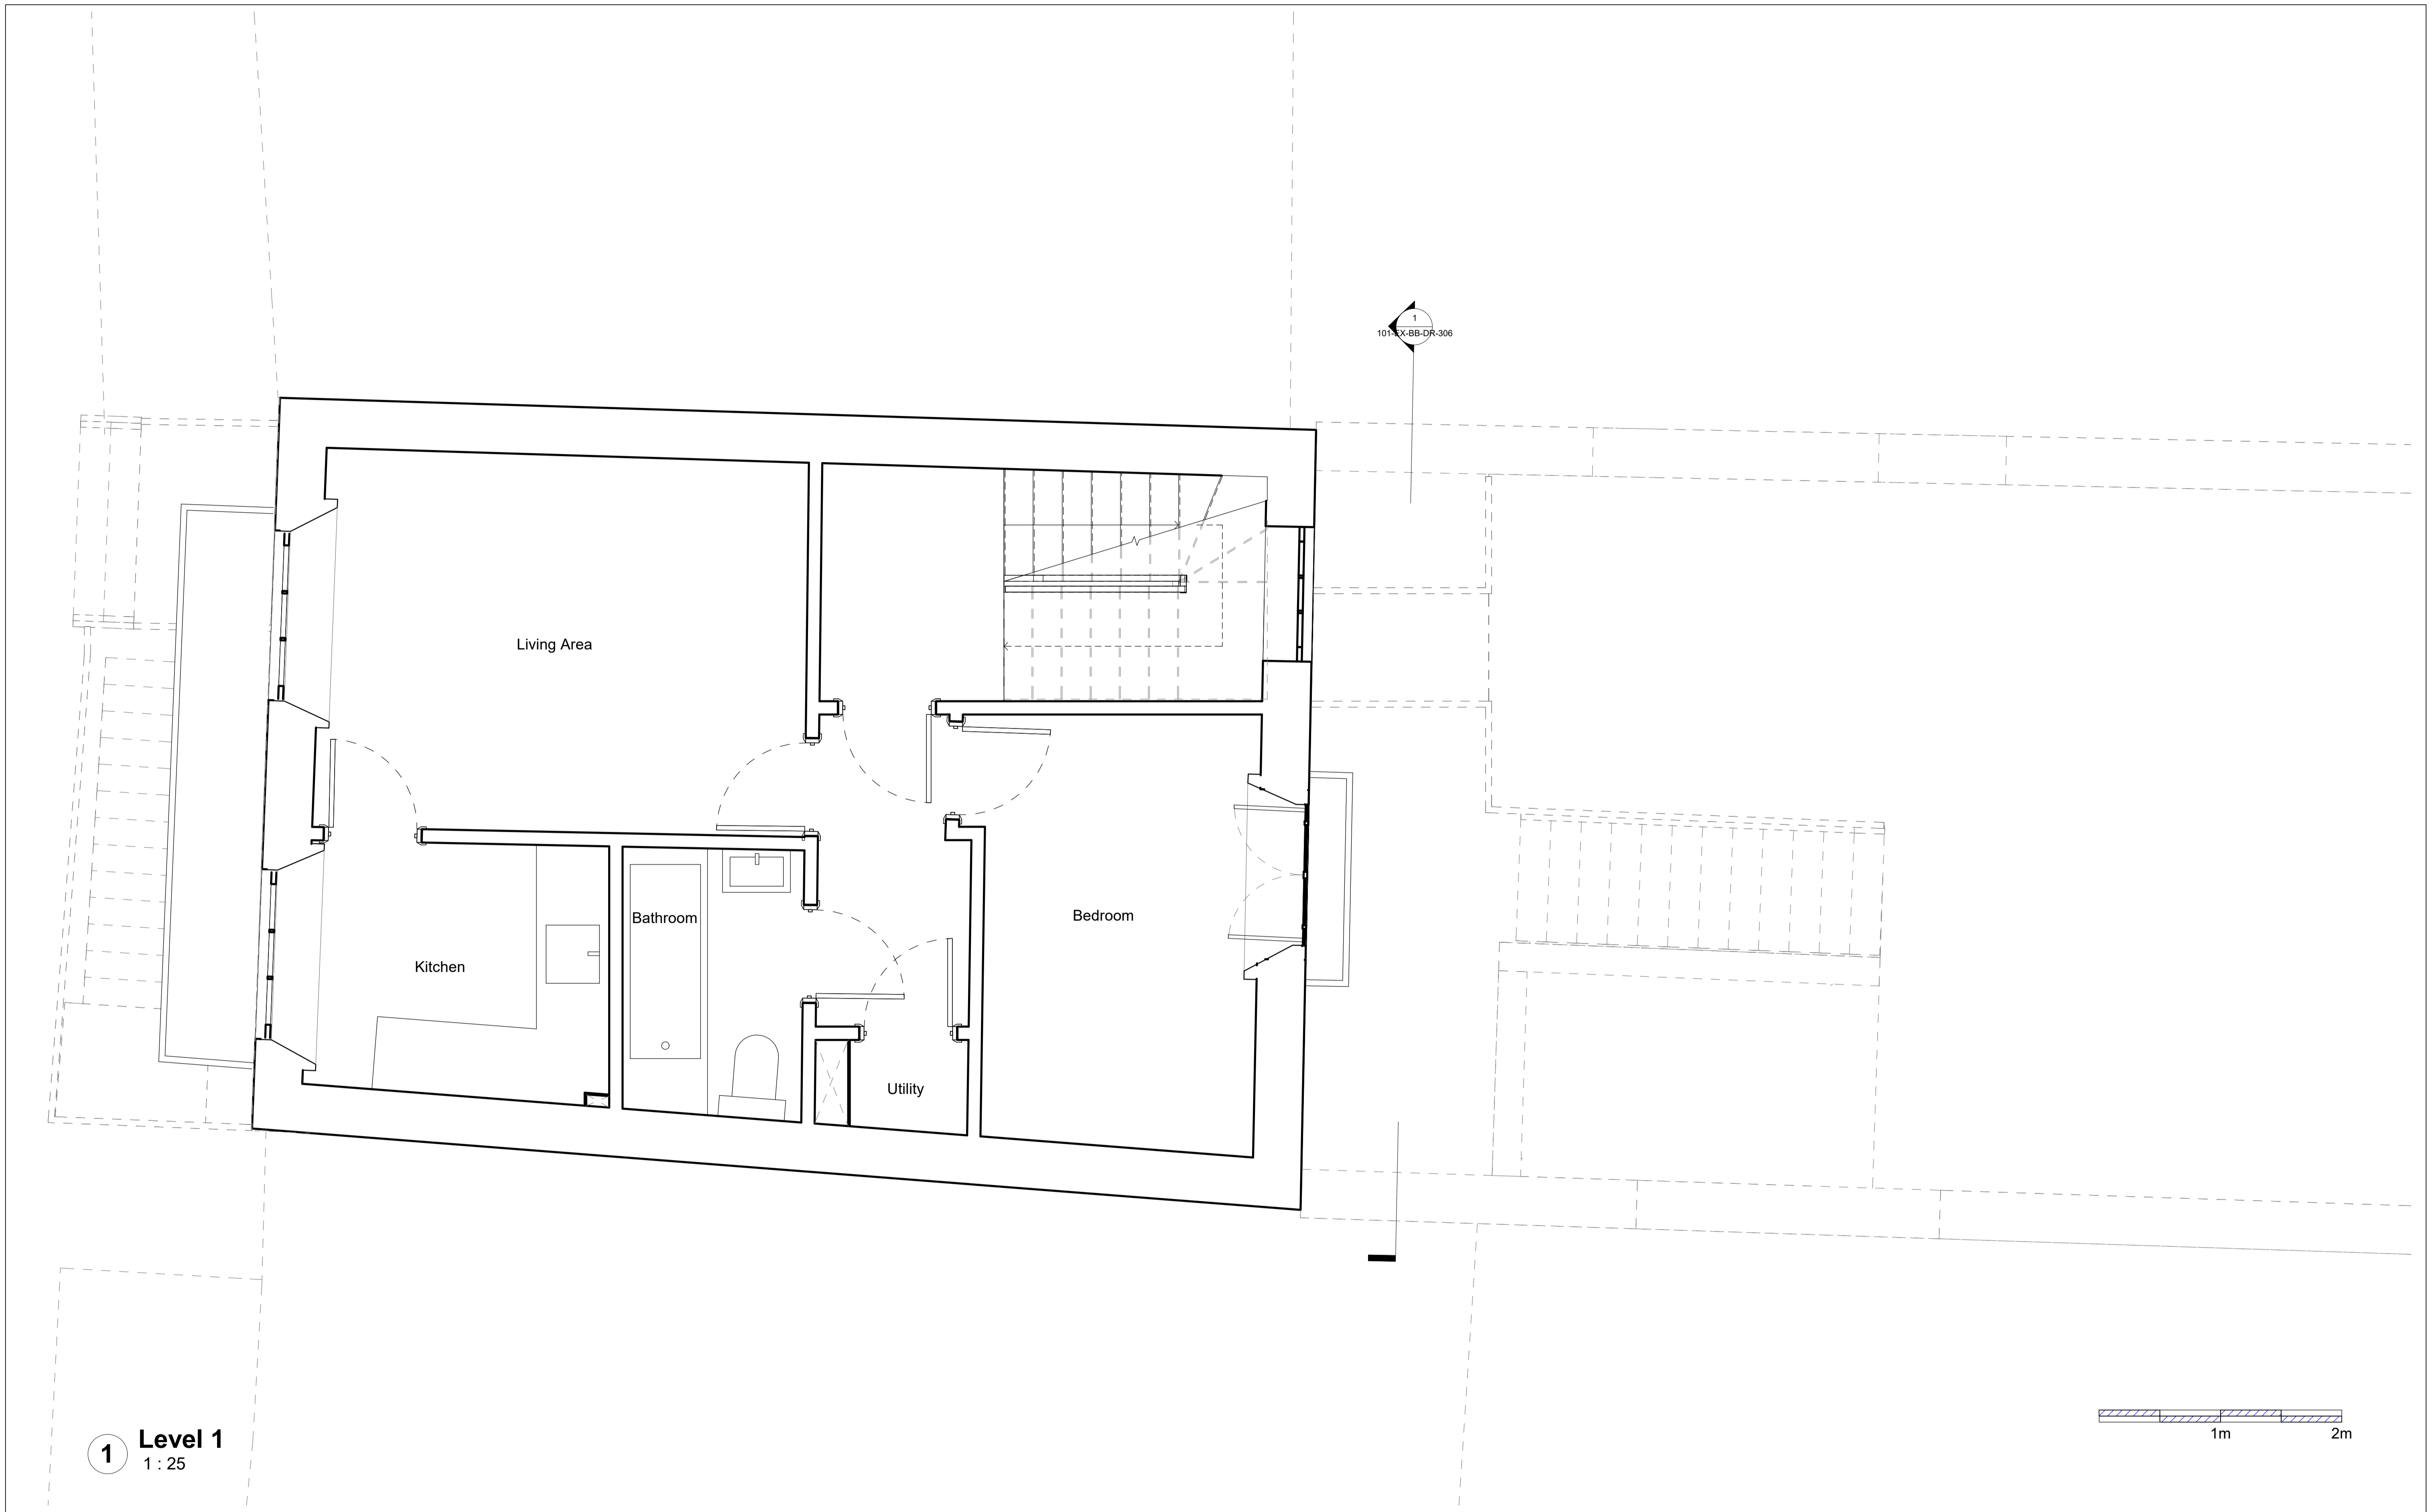 1
101-EX-BB-DR-306
Living Area
Bathroom
Bedroom
Kitchen
Utility
1
Level 1
1 : 25
1m
2m